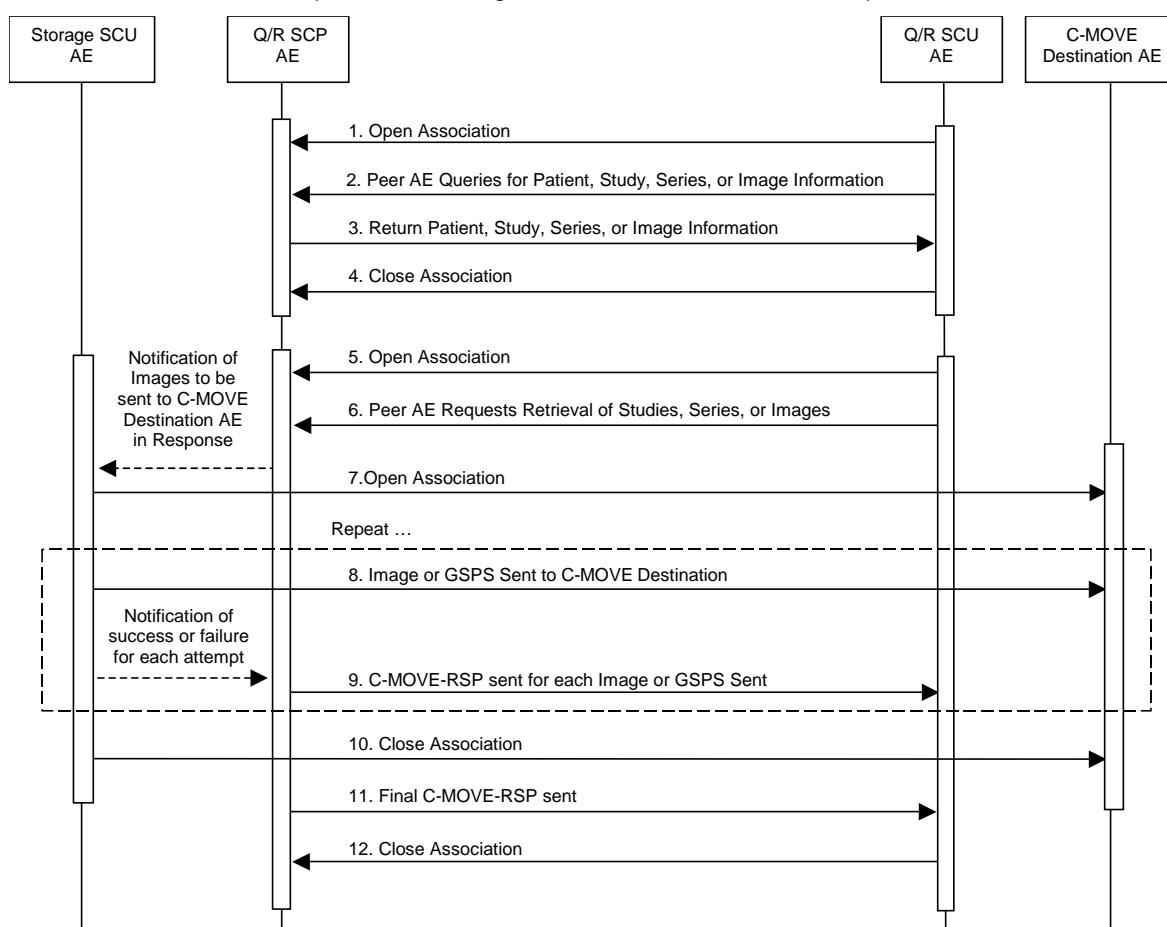 Storage SCU
AE
Q/R SCP
AE
Q/R SCU
AE
C-MOVE
Destination AE
1. Open Association
2. Peer AE Queries for Patient, Study, Series, or Image Information
3. Return Patient, Study, Series, or Image Information
4. Close Association
Notification of
Images to be
sent to C-MOVE
Destination AE
in Response
5. Open Association
6. Peer AE Requests Retrieval of Studies, Series, or Images
7.Open Association
Repeat …
8. Image or GSPS Sent to C-MOVE Destination
Notification of
success or failure
for each attempt
9. C-MOVE-RSP sent for each Image or GSPS Sent
10. Close Association
11. Final C-MOVE-RSP sent
12. Close Association